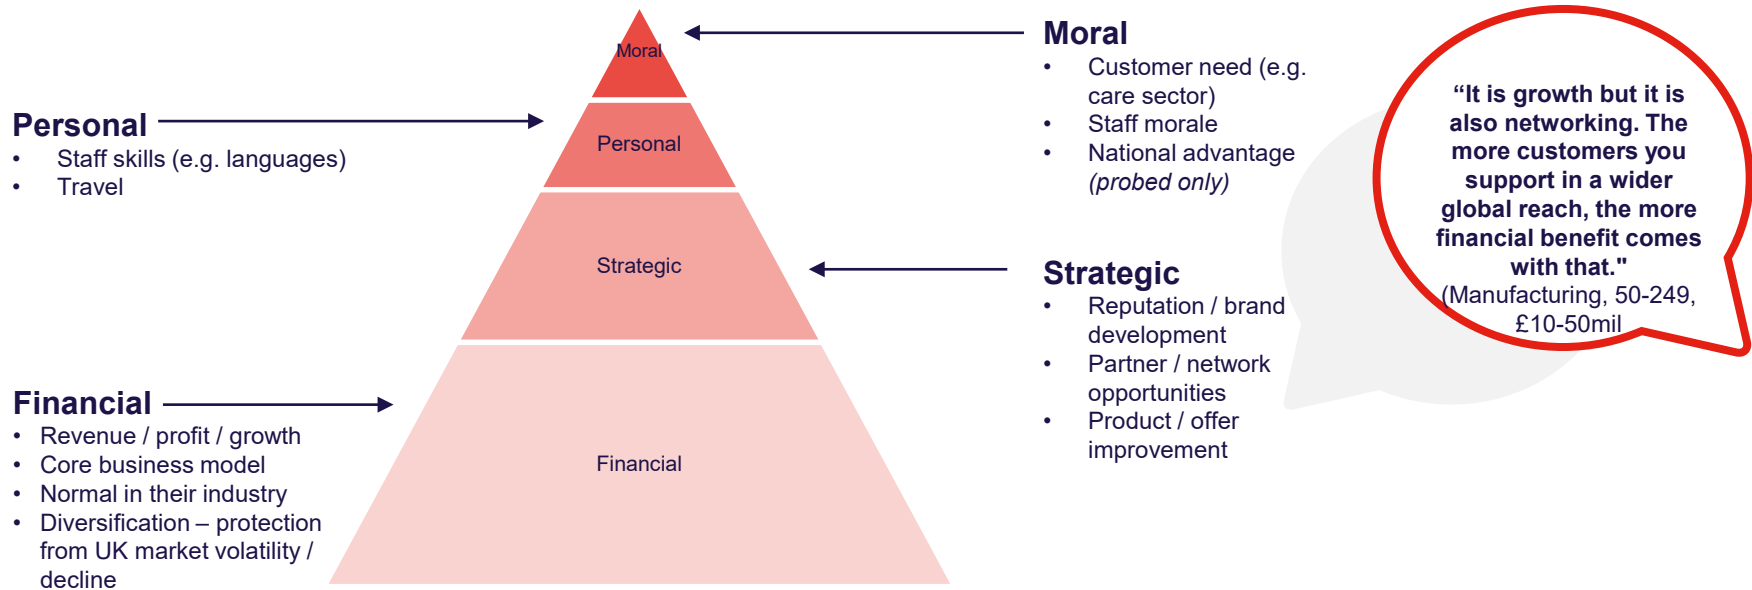 Personal
• Staff skills (e.g. languages)
• Travel
Financial
• Revenue / profit / growth
• Core business model
• Normal in their industry
• Diversification – protection
from UK market volatility /
decline
Moral
Personal
Strategic
Financial
Moral
• Customer need (e.g.
care sector)
• Staff morale
• National advantage
(probed only)
Strategic
• Reputation / brand
development
• Partner / network
opportunities
• Product / offer
improvement
“It is growth but it is
also networking. The
more customers you
support in a wider
global reach, the more
financial benefit comes
with that."
(Manufacturing, 50-249,
£10-50mil